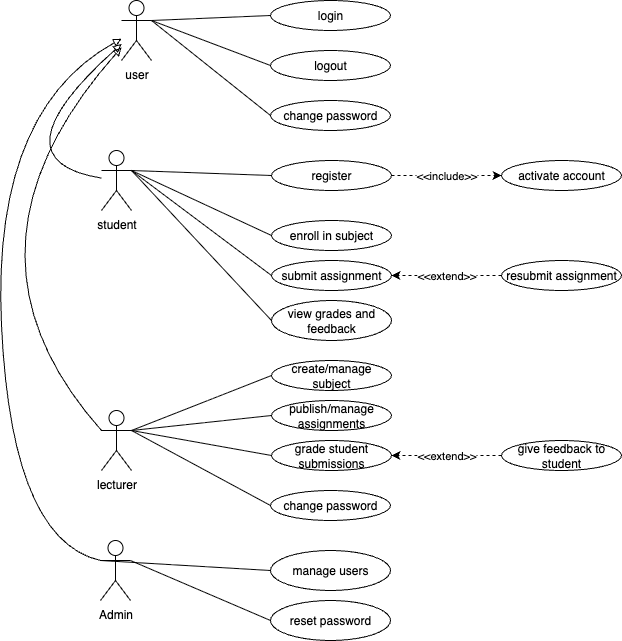 login
user
logout
change password
student
register
<<include>>
activate account
enroll in subject
submit assignment
<<extend>>
resubmit assignment
view grades and
feedback
create/manage
subject
publish/manage
assignments
lecturer
grade student
submissions
<<extend>>
give feedback to
student
change password
Admin
manage users
reset password